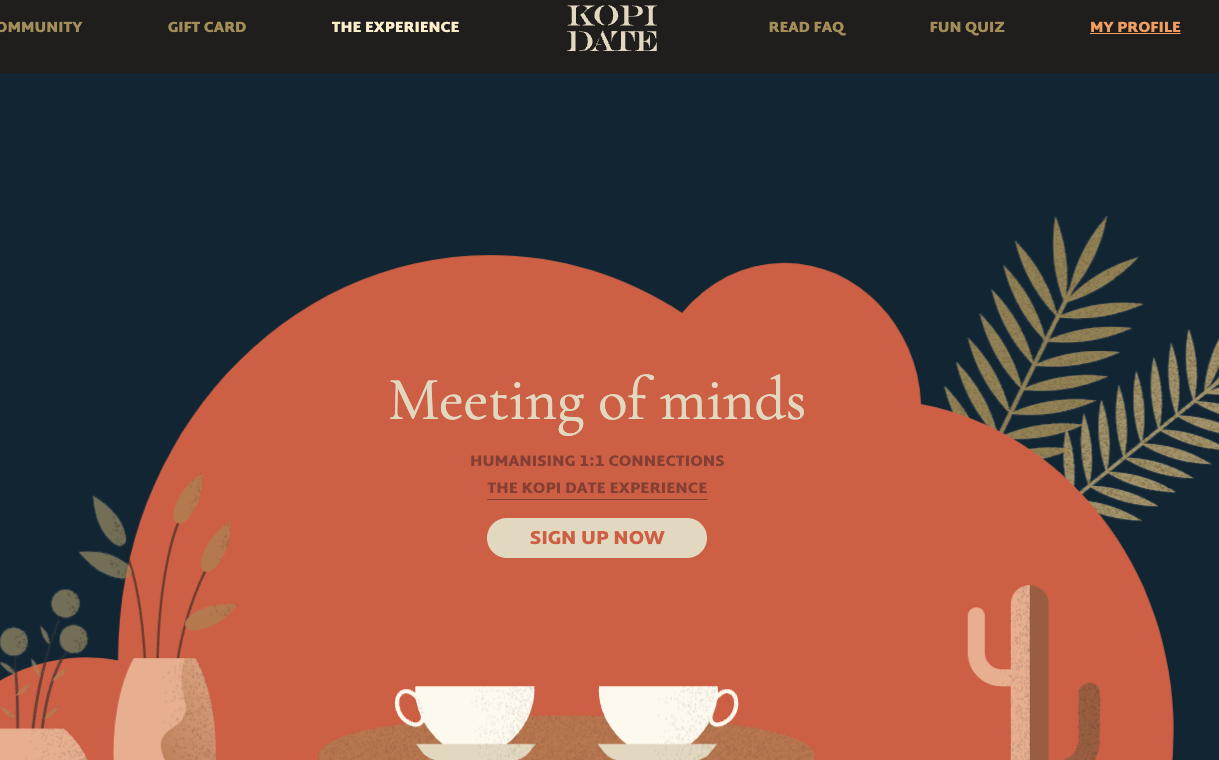 GIFT CARD
THE EXPERIENCE
KOPI
DATE
READ FAQ
FUN QUIZ
MY PROFILE
Meeting of minds
HUMANISING 1:1 CONNECTIONS
THE KOPI DATE EXPERIENCE
SIGN UP NOW